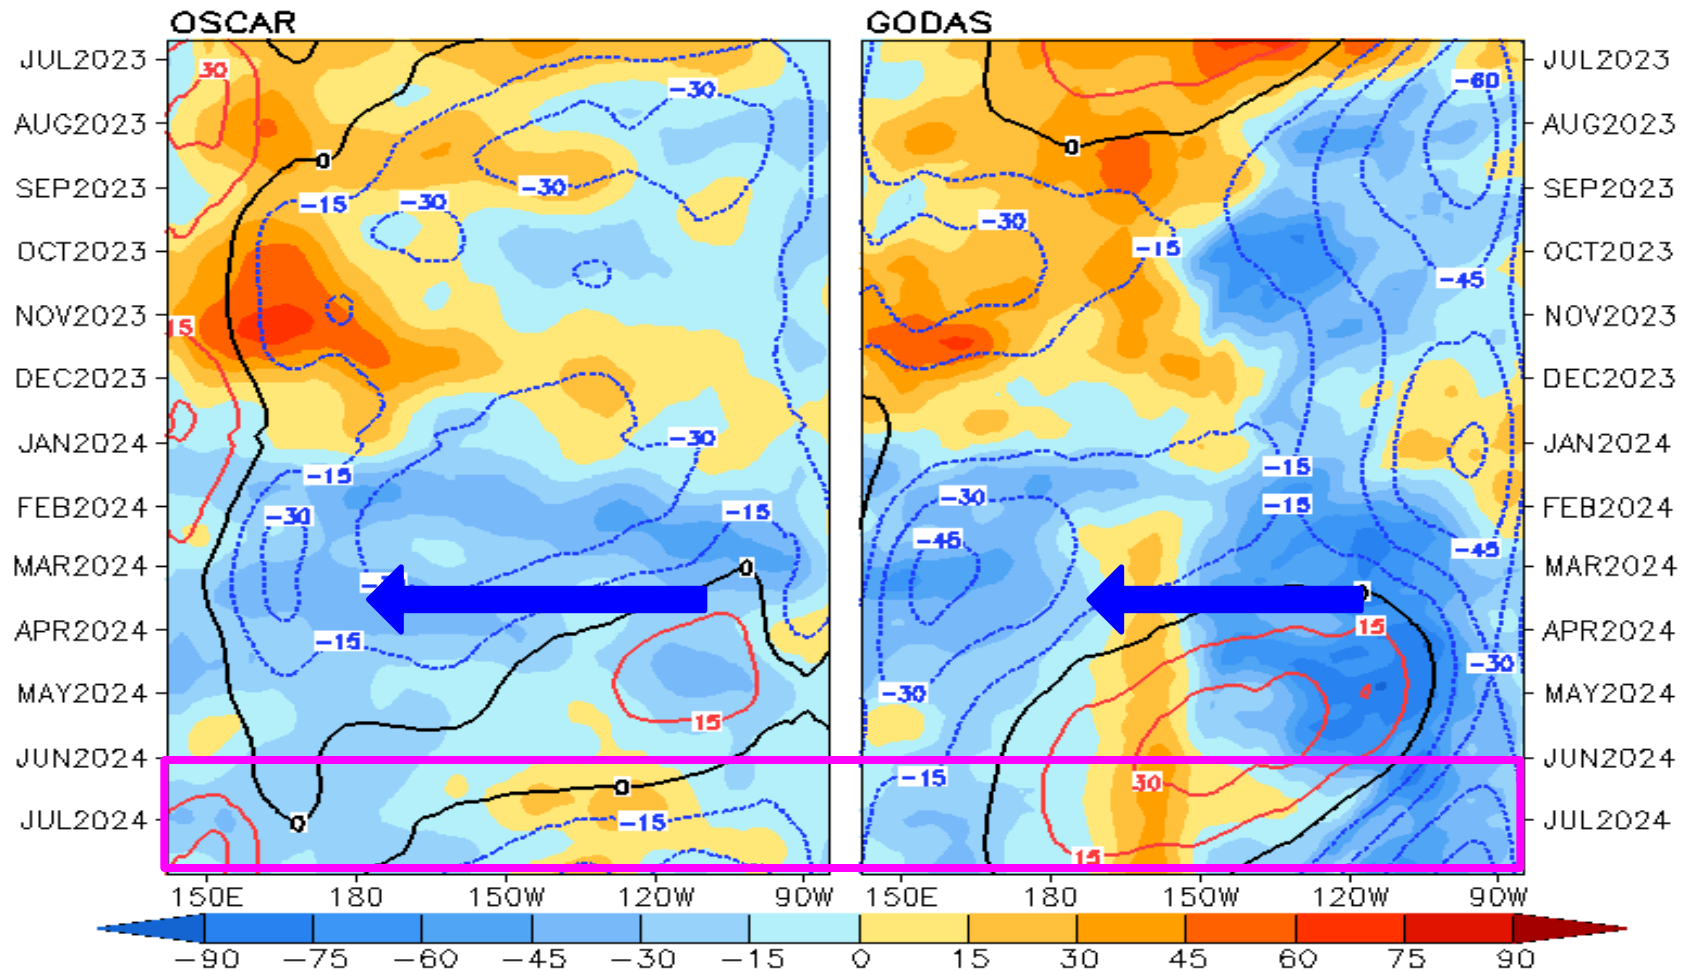 OSCAR GODAS
JUL2023 30 -30 -60 JUL2023
AUG2023 0 0 AUG2023
SEP2023 -15 -30 -30 -30 SEP2023
OCT2023 -15 -45 OCT2023
NOV2023 15 NOV2023
DEC2023 DEC2023
JAN2024 -30 JAN2024
-15 -15
FEB2024 -30 -15 -30 -15 FEB2024
-45 -45
MAR2024 0 MAR2024
0
APR2024 -15 15 APR2024
-30
MAY2024 15 -30 MAY2024
JUN2024 0 -15 30 JUN2024
JUL2024 0 -15 JUL2024
15
150E 180 150W 120W 90W 150E 180 150W 120W 90W
-90 -75 -60 -45 -30 -15 0 15 30 45 60 75 90